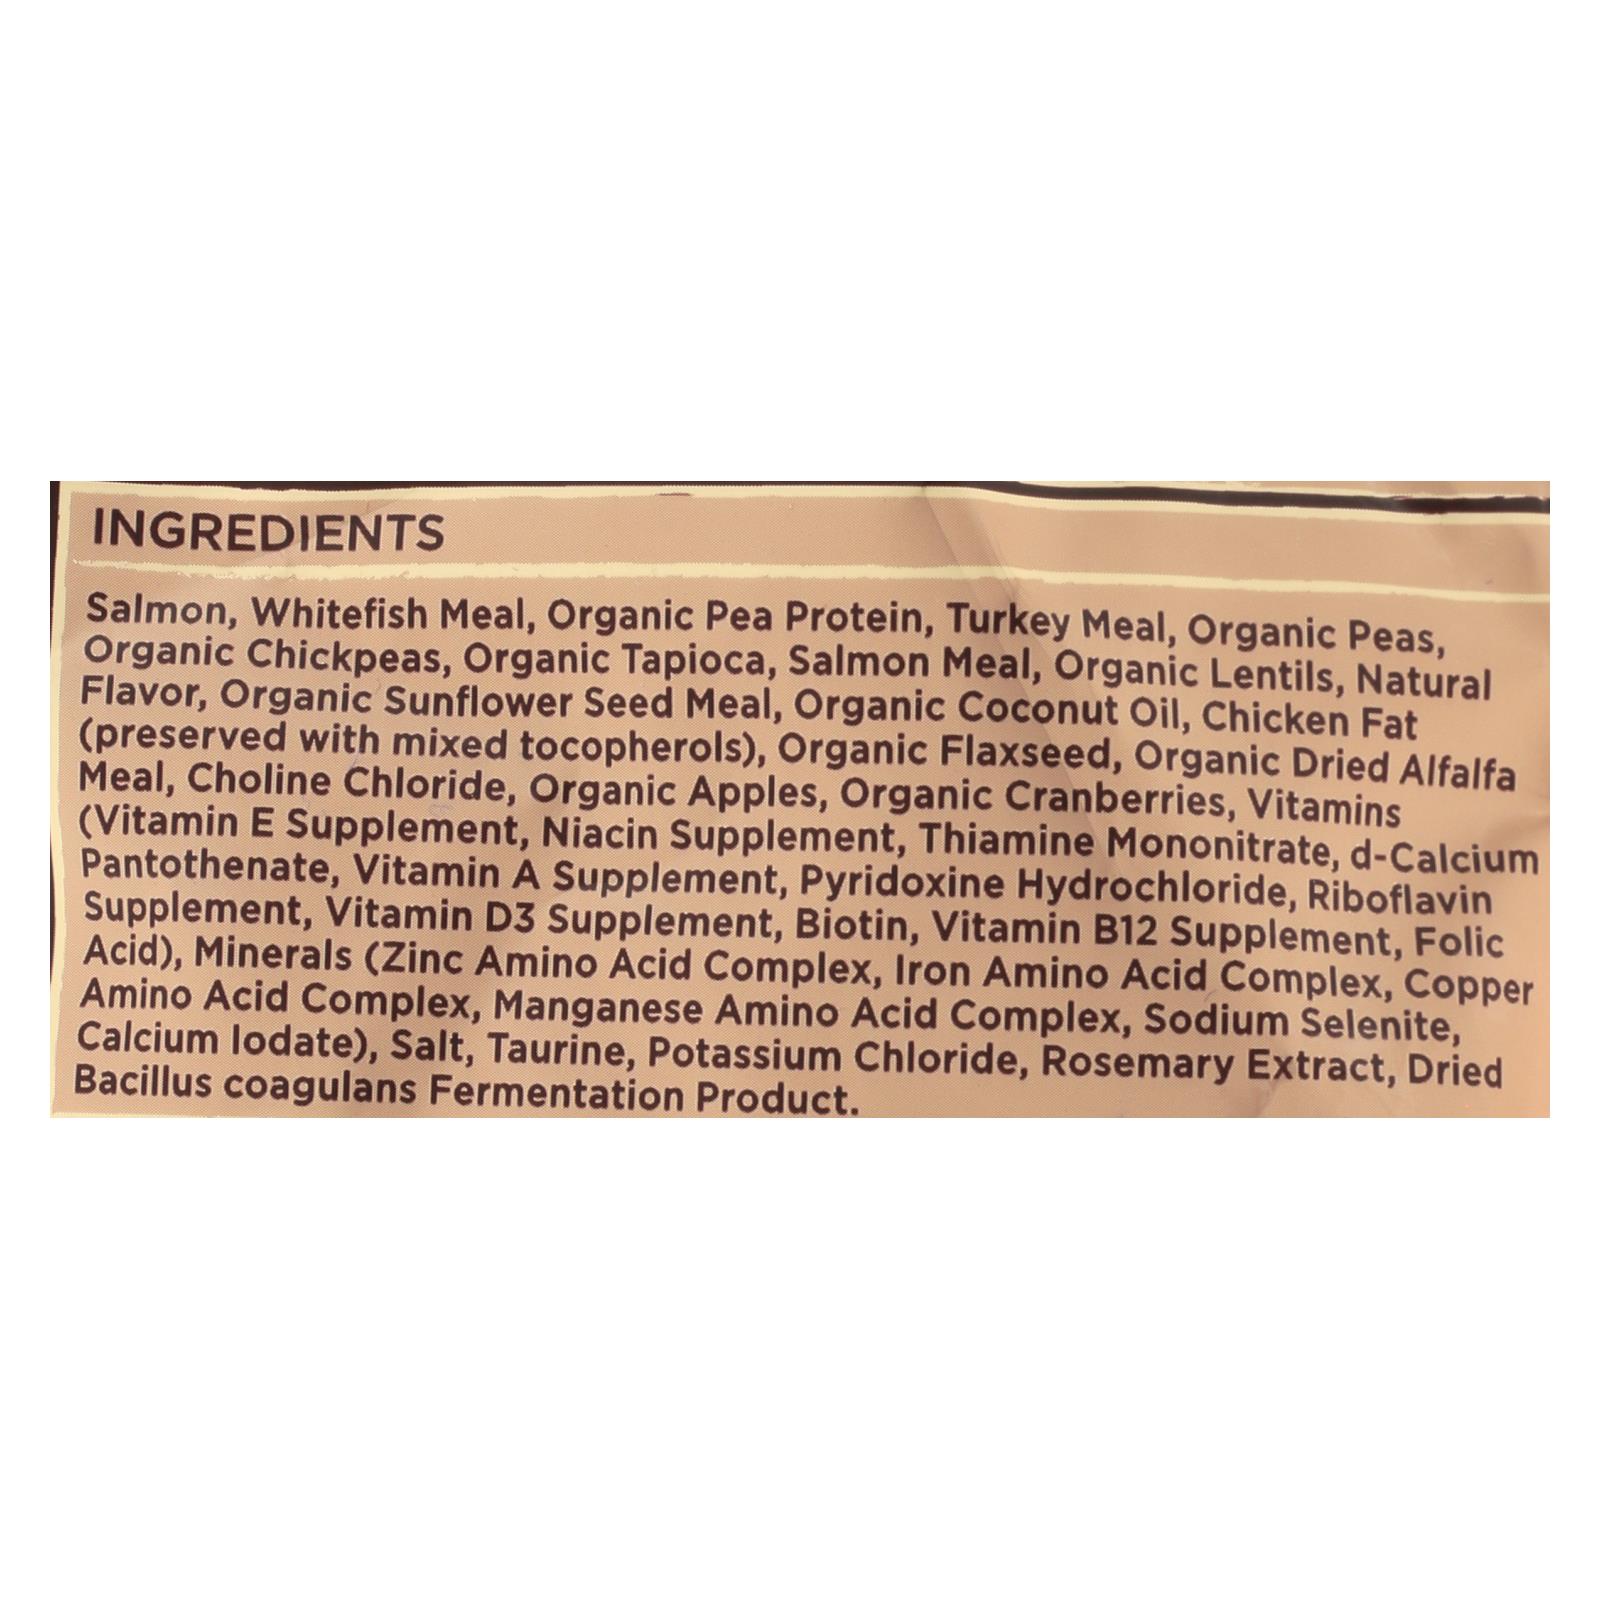 INGREDIENTS
Salmon, Whitefish Meal, Organic Pea Protein, Turkey Meal, Organic Peas,
Organic Chickpeas, Organic Tapioca, Salmon Meal, Organic Lentils, Natural
Flavor, Organic Sunflower Seed Meal, Organic Coconut Oil, Chicken Fat
(preserved with mixed tocopherols), Organic Flaxseed, Organic Dried Alfalfa
Meal, Choline Chloride, Organic Apples, Organic Cranberries, Vitamins
(Vitamin E Supplement, Niacin Supplement, Thiamine Mononitrate, d-Calcium
Pantothenate, Vitamin A Supplement, Pyridoxine Hydrochloride, Riboflavin
Supplement, Vitamin D3 Supplement, Biotin, Vitamin B12 Supplement, Folic
Acid), Minerals (Zinc Amino Acid Complex, Iron Amino Acid Complex, Copper
Amino Acid Complex, Manganese Amino Acid Complex, Sodium Selenite,
Calcium Iodate), Salt, Taurine, Potassium Chloride, Rosemary Extract, Dried
Bacillus coagulans Fermentation Product.